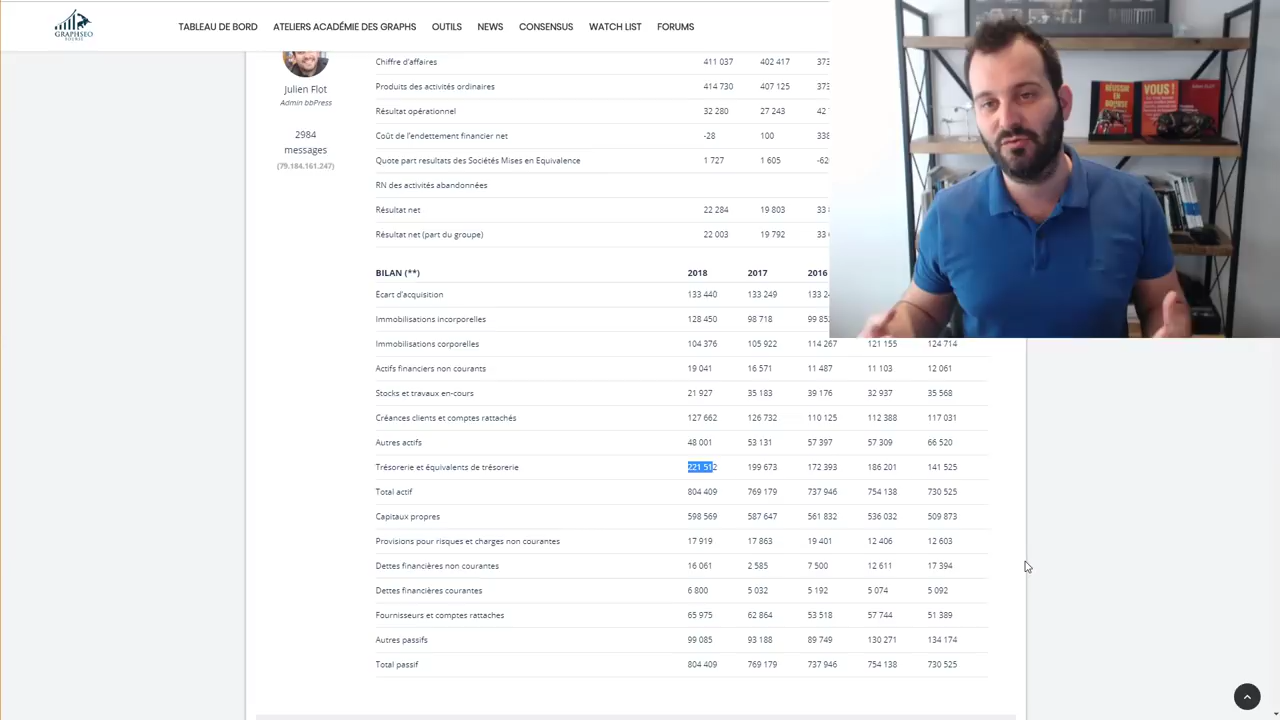 GRAPHSEO
BOURSE
TABLEAU DE BORD ATELIERS ACADÉMIE DES GRAPHS OUTILS NEWS CONSENSUS WATCH LIST FORUMS
Julien Flot
Admin bbPress
2984
messages
(79.184.161.247)
Chiffre d'affaires 411 037 402 417 373
Produits des activités ordinaires 414 730 407 125 373
Résultat opérationnel 32 280 27 243 42
Coût de l'endettement financier net -28 100 338
Quote part resultats des Sociétés Mises en Equivalence 1 727 1 605
RN des activités abandonnées
Résultat net 22 284 19 803 33
Résultat net (part du groupe) 22 003 19 792 33
BILAN (**) 2018 2017 2016
Écart d'acquisition 133 440 133 249
Immobilisations incorporelles 128 450 98 718
Immobilisations corporelles 104 376 105 922 114 267 121 155 124 714
Actifs financiers non courants 19 041 16 571 11 487 11 103 12 061
Stocks et travaux en-cours 21 927 35 183 39 176 32 937 35 568
Créances clients et comptes rattachés 127 662 126 732 110 125 112 388 117 031
Autres actifs 48 001 53 131 57 397 57 309 66 520
Trésorerie et équivalents de trésorerie 221 512 199 673 172 393 186 201 141 525
Total actif 804 409 769 179 737 946 754 138 730 525
Capitaux propres 598 569 587 647 561 832 536 032 509 873
Provisions pour risques et charges non courantes 17 919 17 863 19 401 12 406 12 603
Dettes financières non courantes 16 061 2 585 7 500 12 611 17 394
Dettes financières courantes 6 800 5 032 5 192 5 074 5 092
Fournisseurs et comptes rattaches 65 975 62 864 53 518 57 744 51 389
Autres passifs 99 085 93 188 89 749 130 271 134 174
Total passif 804 409 769 179 737 946 754 138 730 525
RÉUSSIR
EN
BOURSE
VOUS !